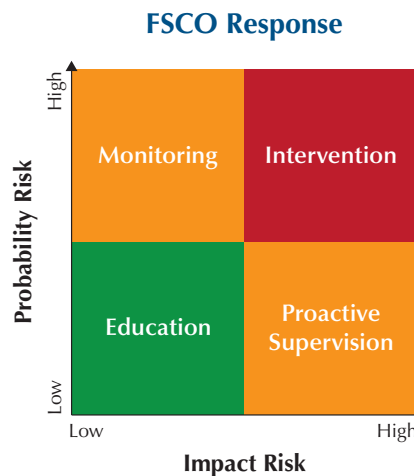 FSCO Response
High
Monitoring
Intervention
Probability Risk
Education
Proactive
Supervision
Low
Low
High
Impact Risk